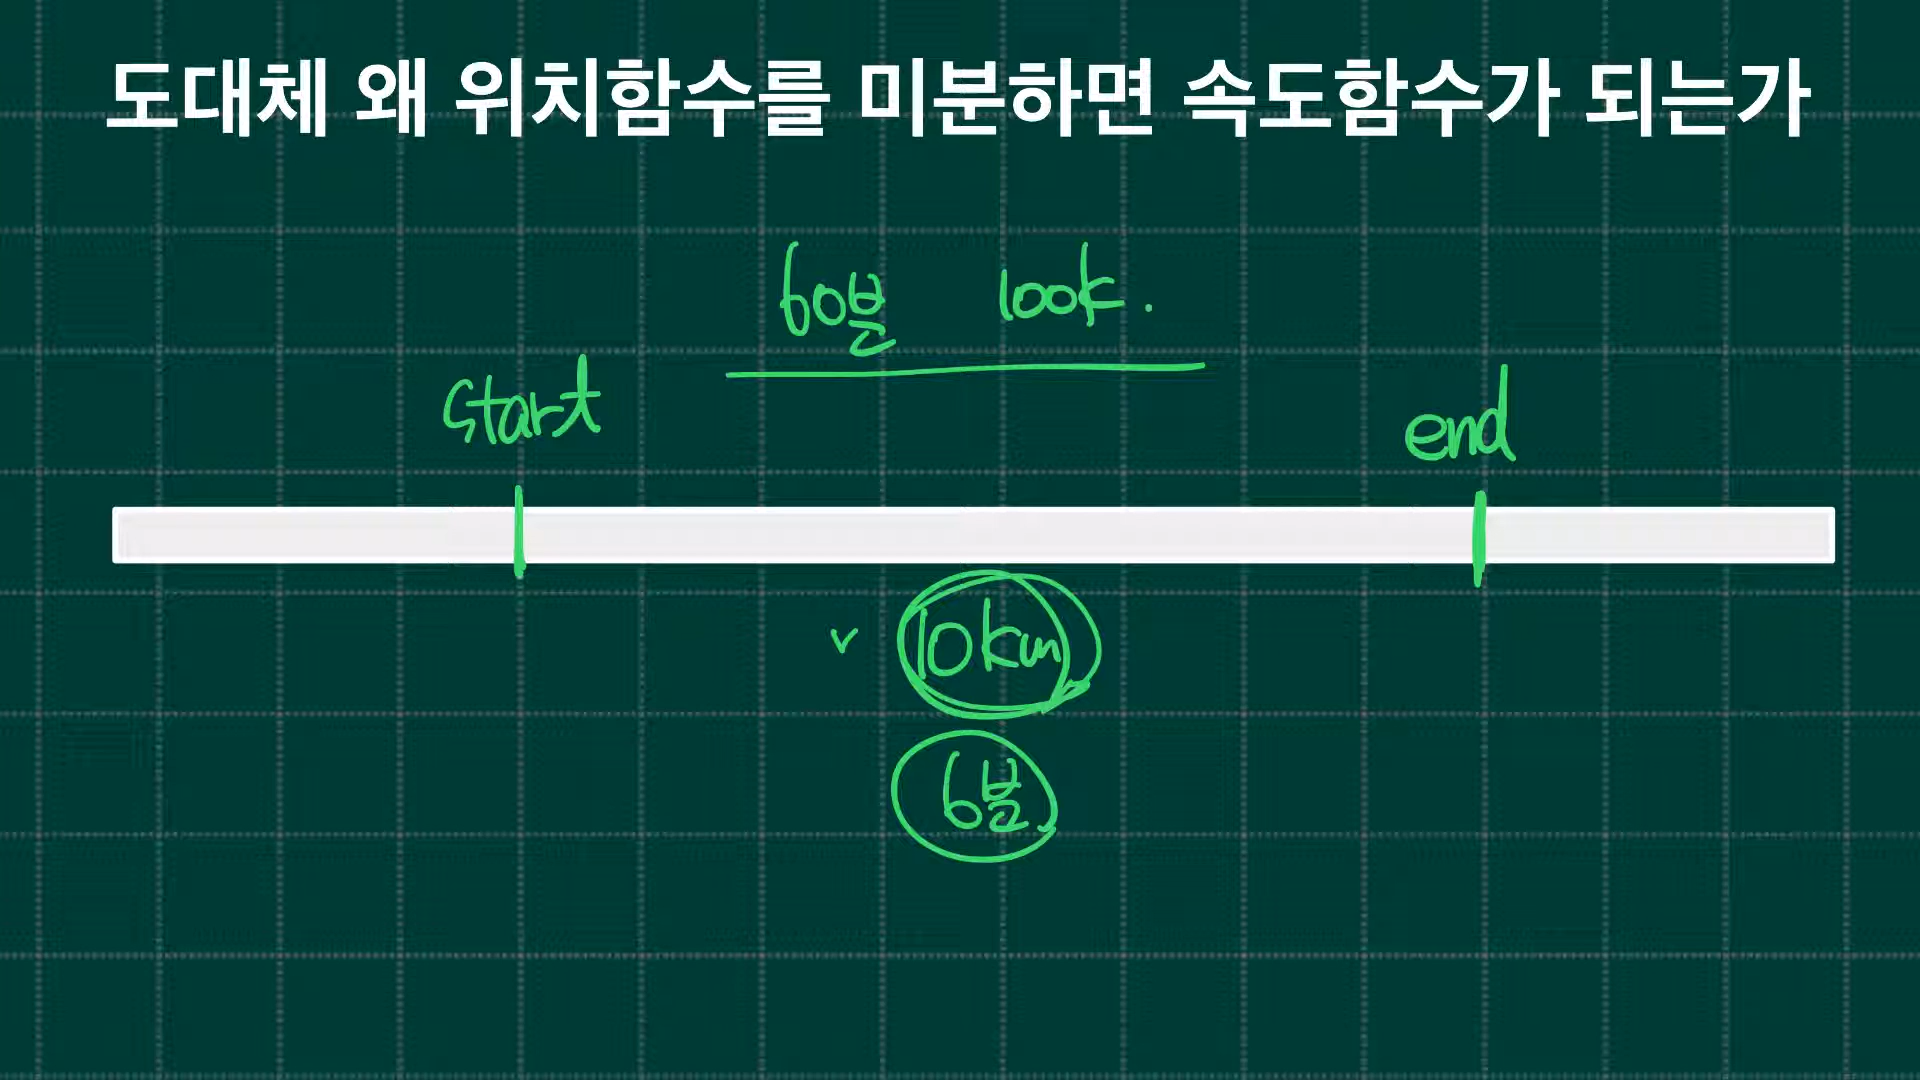 도대체 왜 위치함수를 미분하면 속도함수가 되는가
60분 100k.
start
end
10km
6분.